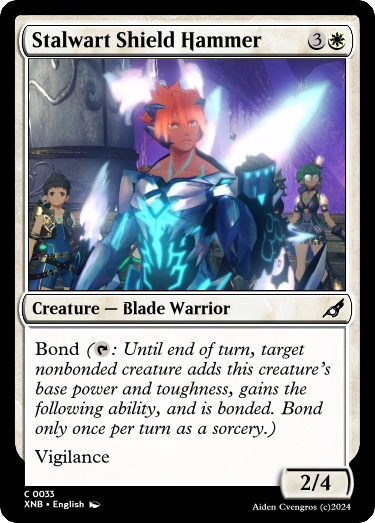 Stalwart Shield Hammer 3
Creature — Blade Warrior
Bond (: Until end of turn, target
nonbonded creature adds this creature's
base power and toughness, gains the
following ability, and is bonded. Bond
only once per turn as a sorcery.)
Vigilance
2/4
C 0033
XNB • English
Aiden Cvengros (c)2024